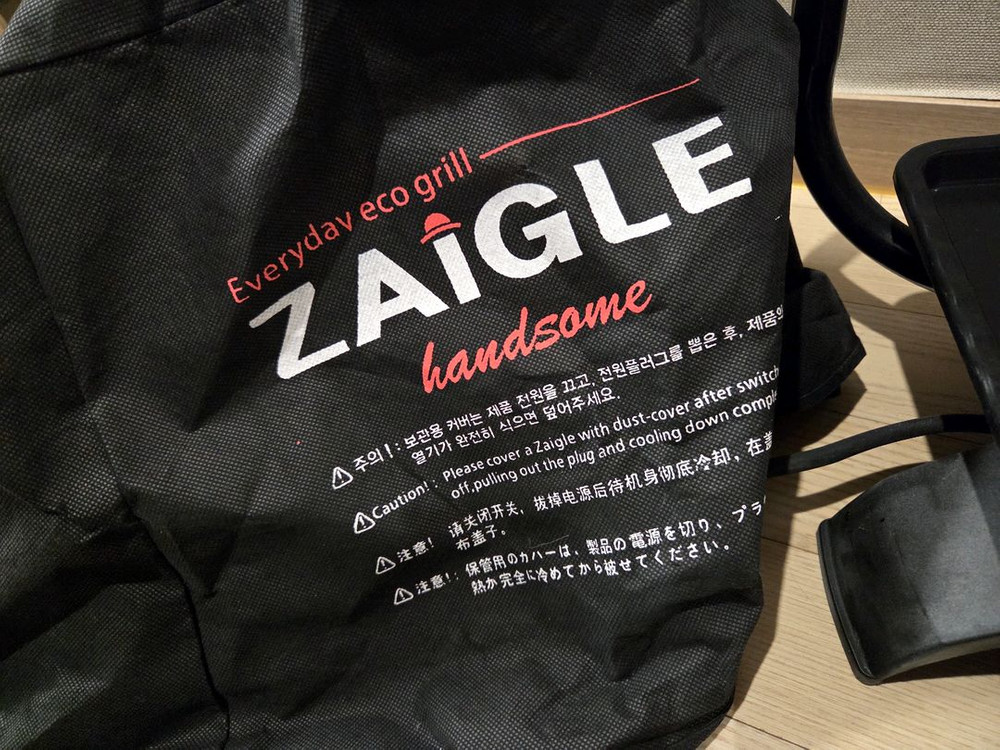 Everyday eco grill
ZAiGLE
handsome
주의! : 보관용 커버는 제품 전원을 끄고, 전원플러그를 뽑은 후, 제품의
열기가 완전히 식으면 덮어주세요.
Caution! : Please cover a Zaigle with dust-cover after switch
off,pulling out the plug and cooling down comple
注意! 请关闭开关，拔掉电源后待机身彻底冷却，在盖
布盖子。
注意! : 保管用のカバーは、製品の電源を切り、プラ
熱が完全に冷めてから被せてください。